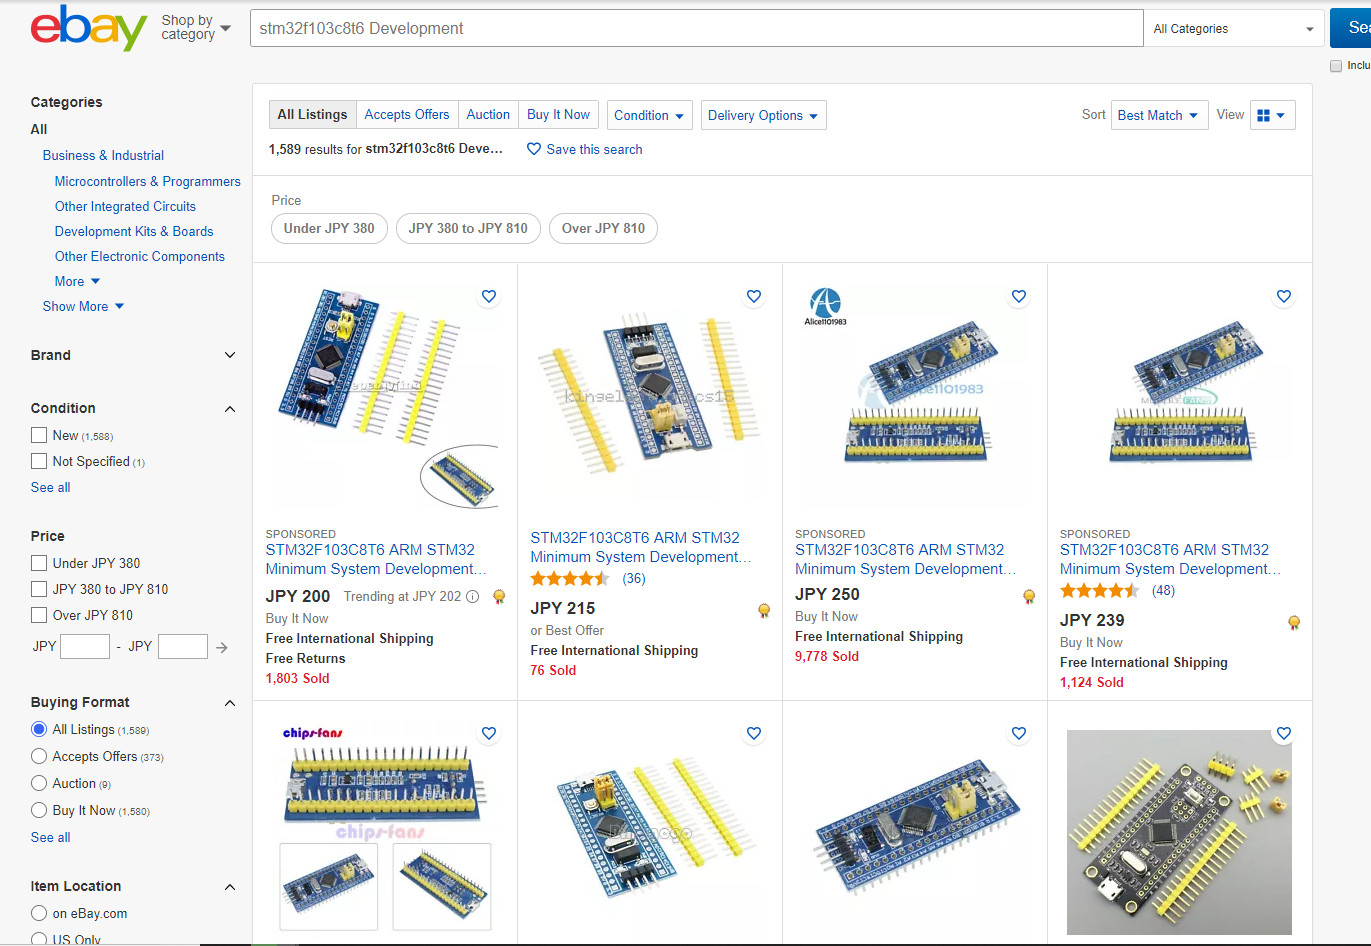 ebay
Shop by
category
stm32f103c8t6 Development
All Categories
Sea
Inclu
Categories
All
Business & Industrial
Microcontrollers & Programmers
Other Integrated Circuits
Development Kits & Boards
Other Electronic Components
More
Show More
Brand
Condition
New (1,588)
Not Specified (1)
See all
Price
Under JPY 380
JPY 380 to JPY 810
Over JPY 810
JPY - JPY
Buying Format
All Listings (1,589)
Accepts Offers (373)
Auction (9)
Buy It Now (1,580)
See all
Item Location
on eBay.com
US Only
All Listings Accepts Offers Auction Buy It Now Condition Delivery Options
Sort Best Match View
1,589 results for stm32f103c8t6 Deve... Save this search
Price
Under JPY 380 JPY 380 to JPY 810 Over JPY 810
SPONSORED
STM32F103C8T6 ARM STM32
Minimum System Development...
JPY 200 Trending at JPY 202
Buy It Now
Free International Shipping
Free Returns
1,803 Sold
STM32F103C8T6 ARM STM32
Minimum System Development...
(36)
JPY 215
or Best Offer
Free International Shipping
76 Sold
Alice1101983
Alice1101983
SPONSORED
STM32F103C8T6 ARM STM32
Minimum System Development...
JPY 250
Buy It Now
Free International Shipping
9,778 Sold
SPONSORED
STM32F103C8T6 ARM STM32
Minimum System Development...
(48)
JPY 239
Buy It Now
Free International Shipping
1,124 Sold
chips-fans
chips-fans